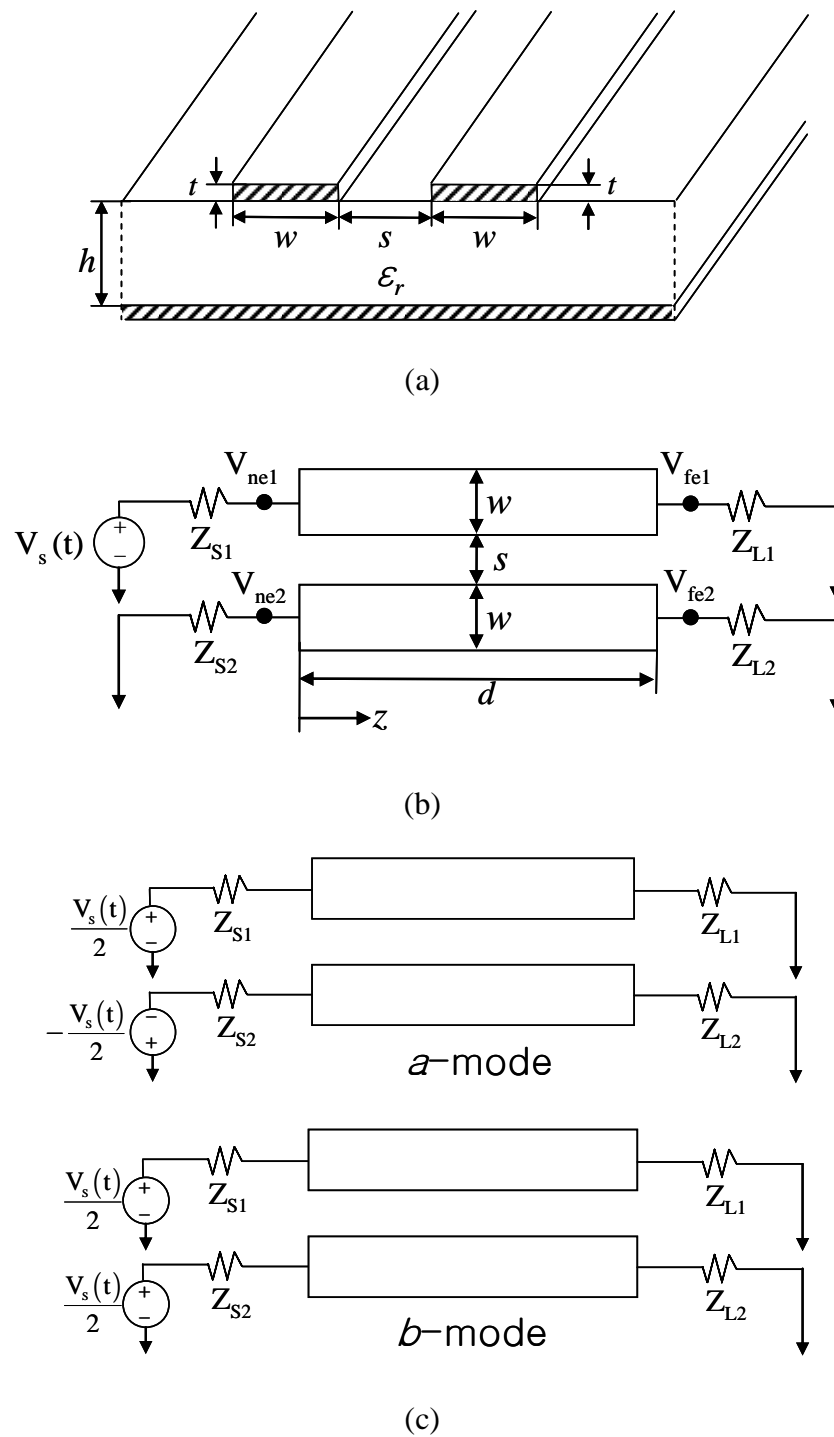 t
t
w
s
w
h
ε_r
(a)
V_ne1
V_fe1
w
V_s(t)
+
−
Z_S1
Z_L1
s
V_ne2
V_fe2
w
Z_S2
Z_L2
d
z
(b)
V_s(t)
2
+
−
Z_S1
Z_L1
− V_s(t)
2
−
+
Z_S2
Z_L2
a-mode
V_s(t)
2
+
−
Z_S1
Z_L1
V_s(t)
2
+
−
Z_S2
Z_L2
b-mode
(c)